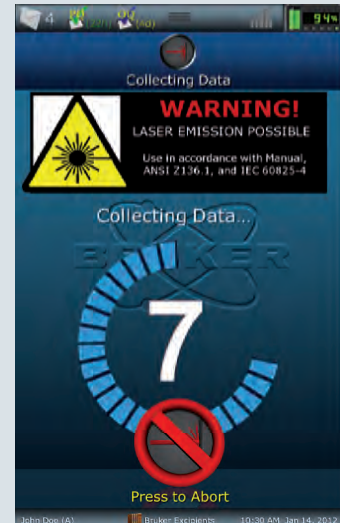 4
94%
Collecting Data
WARNING!
LASER EMISSION POSSIBLE
Use in accordance with Manual,
ANSI Z136.1, and IEC 60825-4
Collecting Data...
BRUKER
7
Press to Abort
John Doe (A) Bruker Excipients 10:30 AM Jan 14, 2012